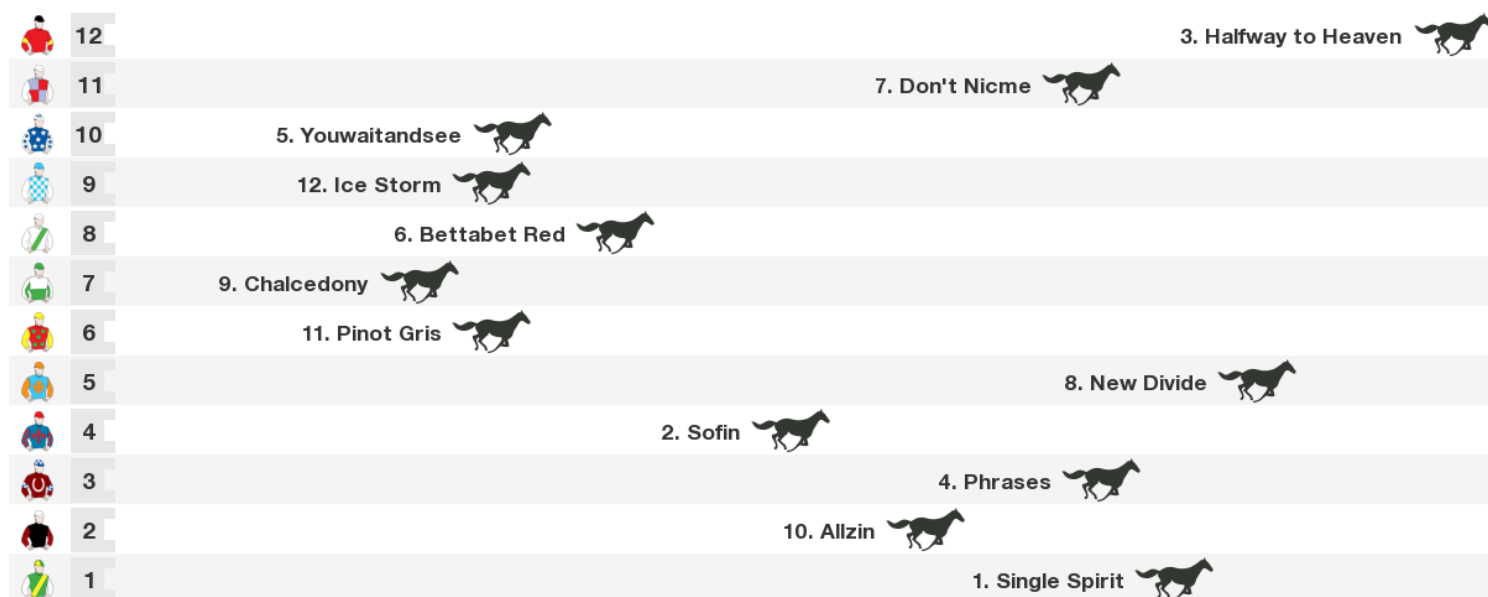 12 3. Halfway to Heaven
11 7. Don't Nicme
10 5. Youwaitandsee
9 12. Ice Storm
8 6. Bettabet Red
7 9. Chalcedony
6 11. Pinot Gris
5 8. New Divide
4 2. Sofin
3 4. Phrases
2 10. Allzin
1 1. Single Spirit